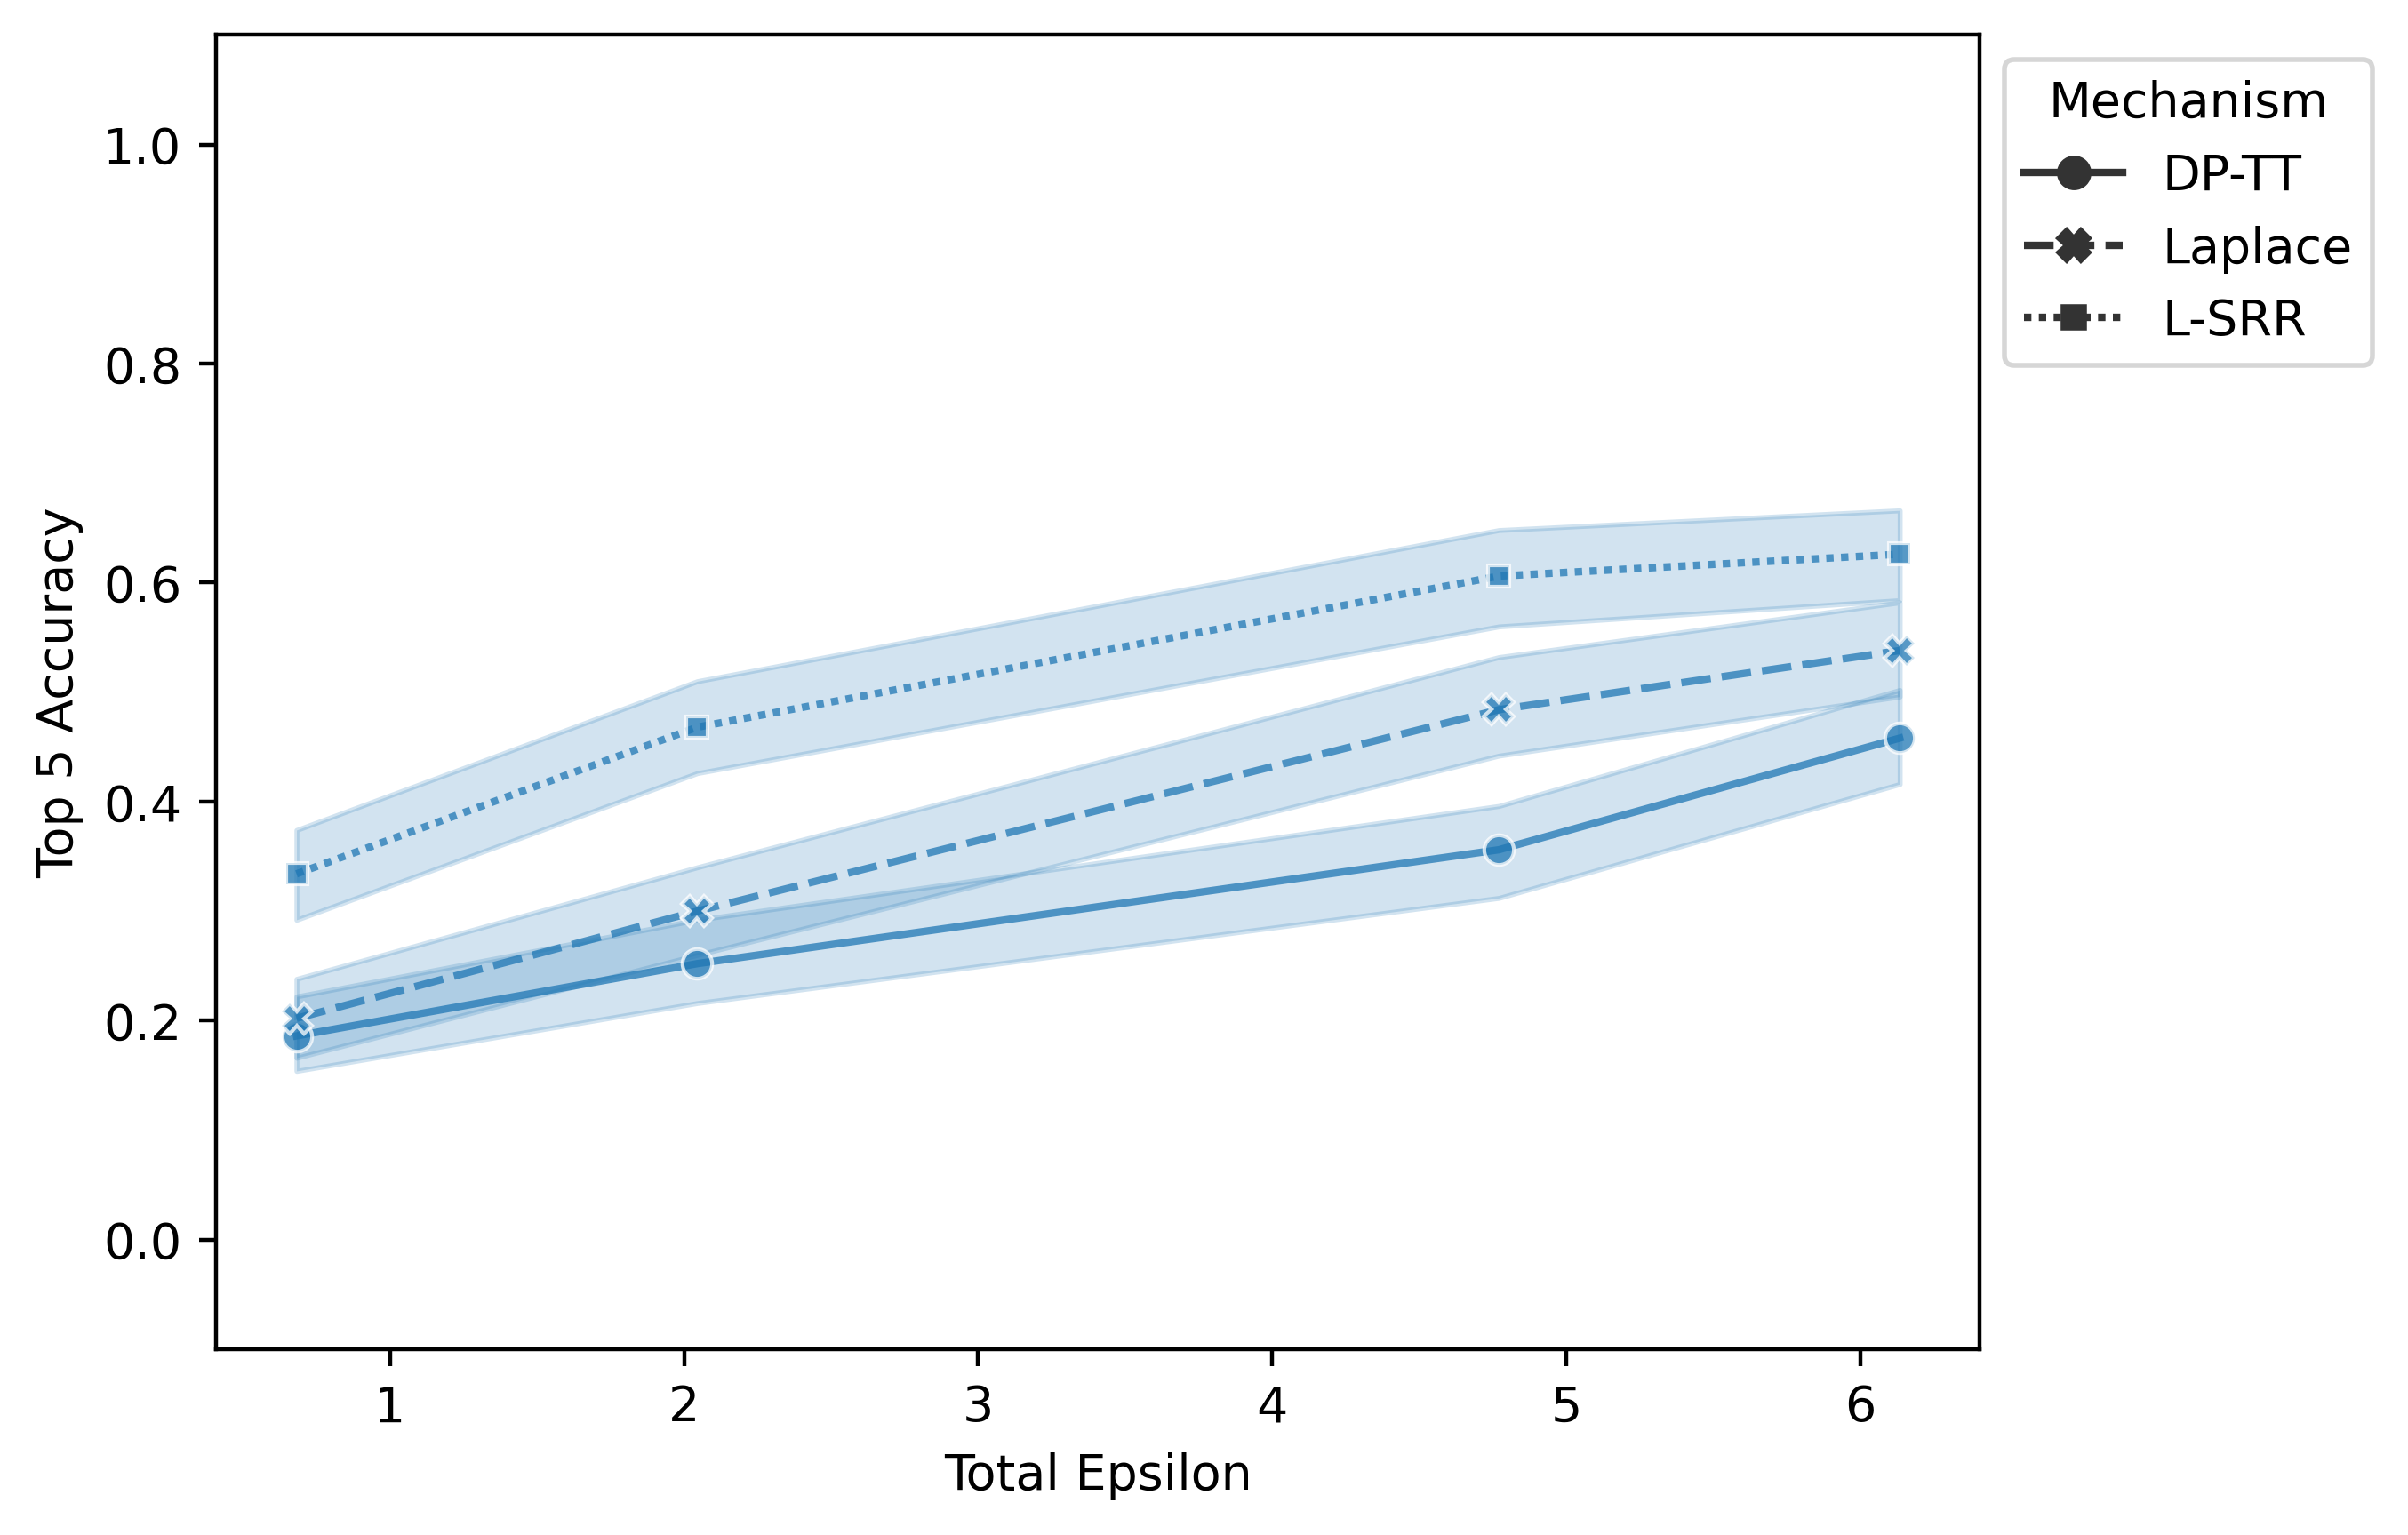 Mechanism
DP-TT
Laplace
L-SRR
Top 5 Accuracy
1.0
0.8
0.6
0.4
0.2
0.0
1 2 3 4 5 6
Total Epsilon